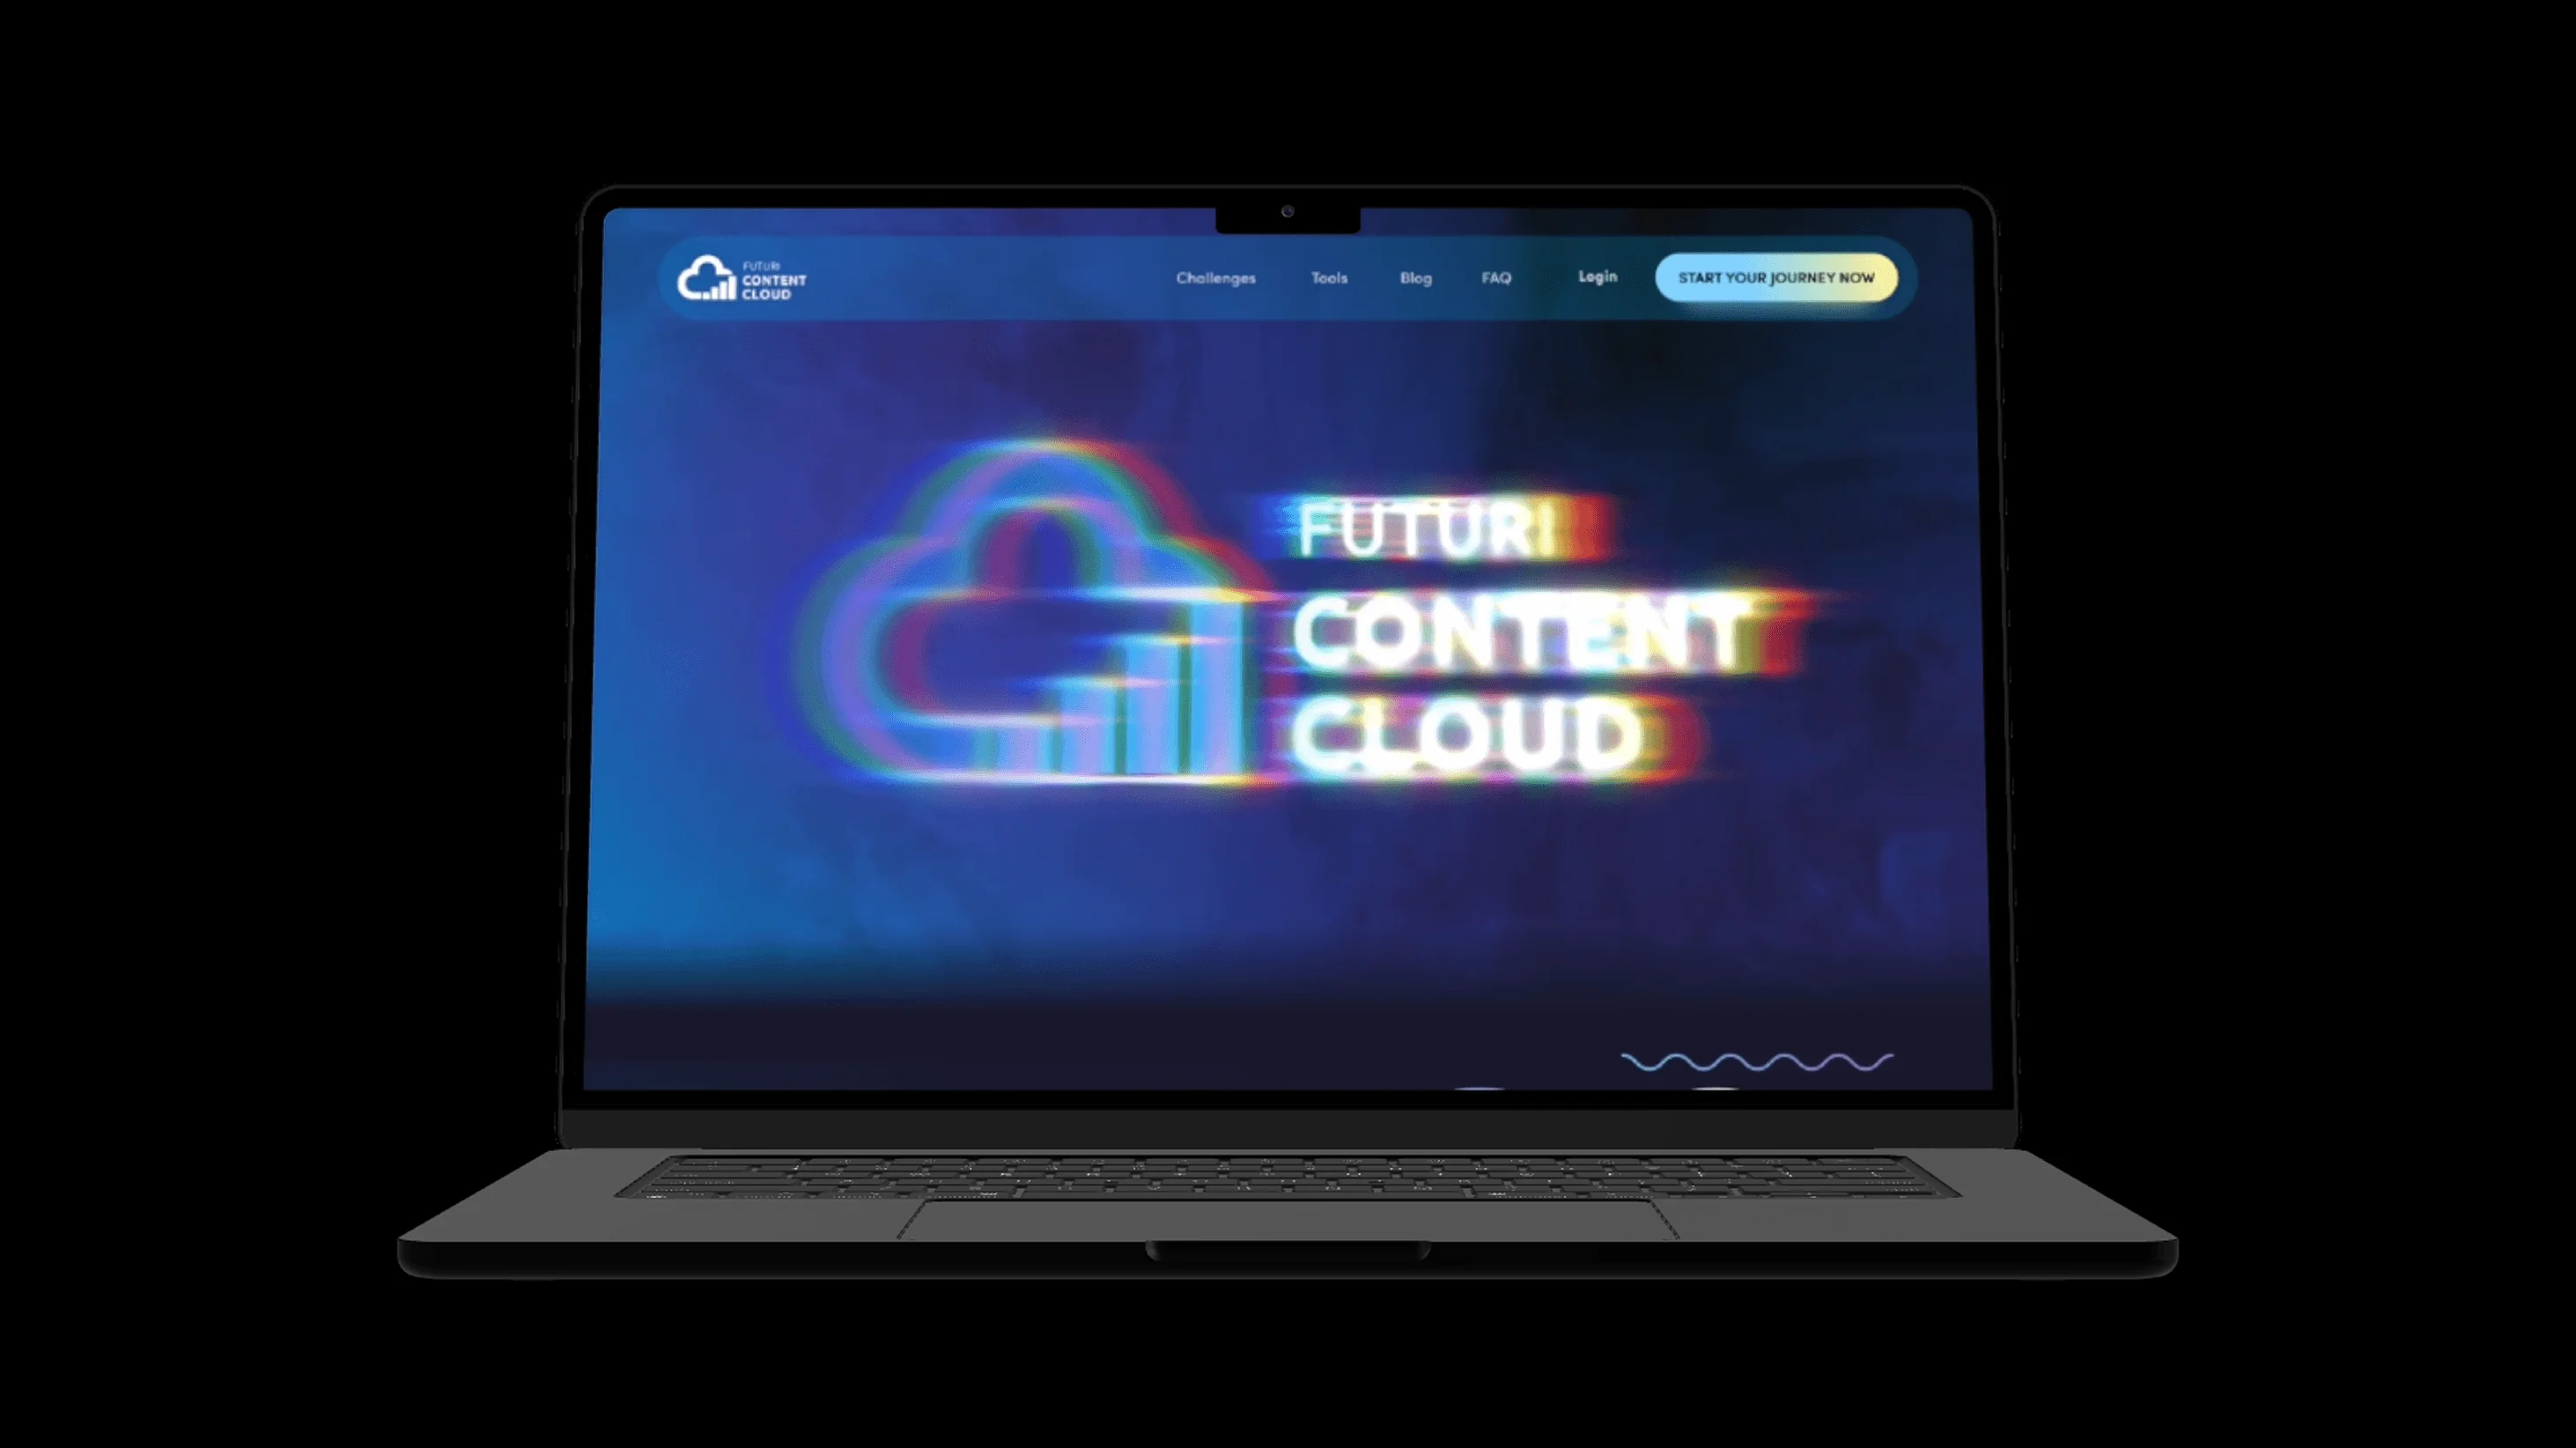 FUTURI
CONTENT
CLOUD
Challenges
Tools
Blog
FAQ
Login
START YOUR JOURNEY NOW
FUTURI
CONTENT
CLOUD